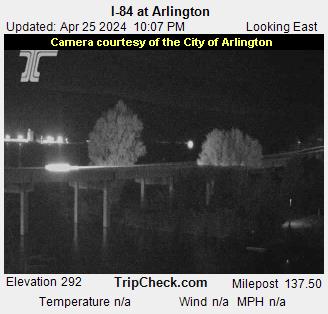 I-84 at Arlington
Updated: Apr 25 2024 10:07 PM Looking East
Camera courtesy of the City of Arlington
Elevation 292 TripCheck.com Milepost 137.50
Temperature n/a Wind n/a MPH n/a